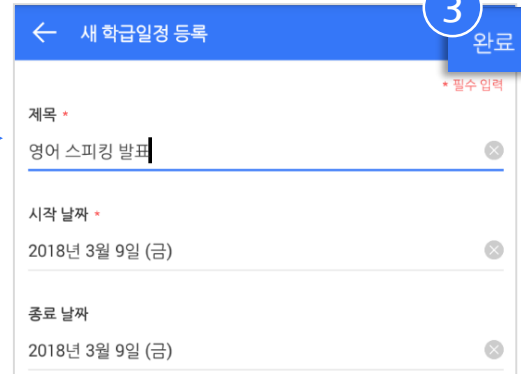 3
새 학급일정 등록
완료
* 필수 입력
제목 *
영어 스피킹 발표
시작 날짜 *
2018년 3월 9일 (금)
종료 날짜
2018년 3월 9일 (금)